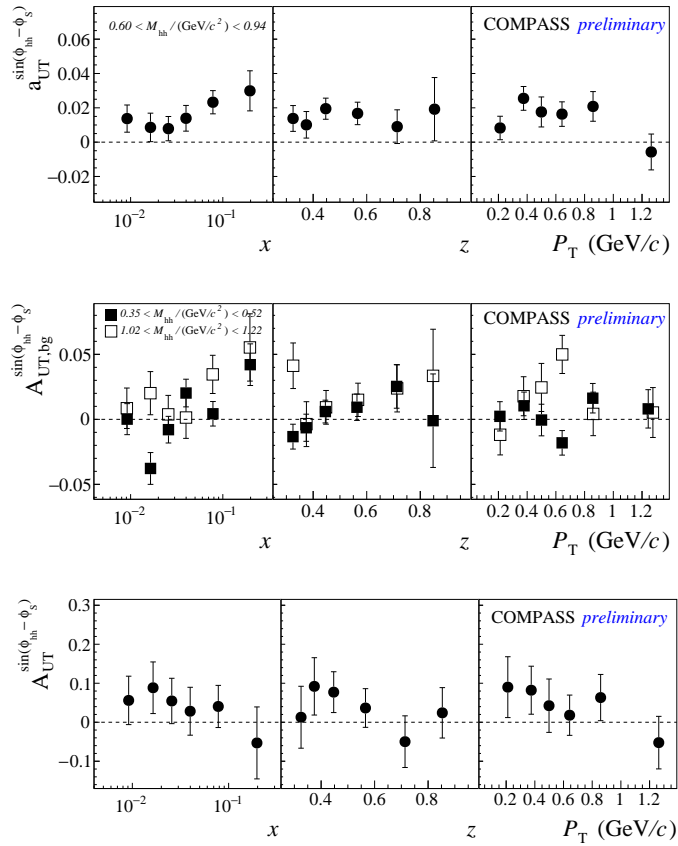 a_UT^sin(ϕ_hh − ϕ_S)
0.60 < M_hh / (GeV/c^2) < 0.94
COMPASS preliminary
0.06
0.04
0.02
0
−0.02
10^−2 10^−1
0.4 0.6 0.8
0.2 0.4 0.6 0.8 1 1.2
x
z
P_T (GeV/c)
A_UT,bg^sin(ϕ_hh − ϕ_S)
0.35 < M_hh / (GeV/c^2) < 0.52
1.02 < M_hh / (GeV/c^2) < 1.22
COMPASS preliminary
0.05
0
−0.05
10^−2 10^−1
0.4 0.6 0.8
0.2 0.4 0.6 0.8 1 1.2
x
z
P_T (GeV/c)
A_UT^sin(ϕ_hh − ϕ_S)
COMPASS preliminary
0.3
0.2
0.1
0
−0.1
10^−2 10^−1
0.4 0.6 0.8
0.2 0.4 0.6 0.8 1 1.2
x
z
P_T (GeV/c)